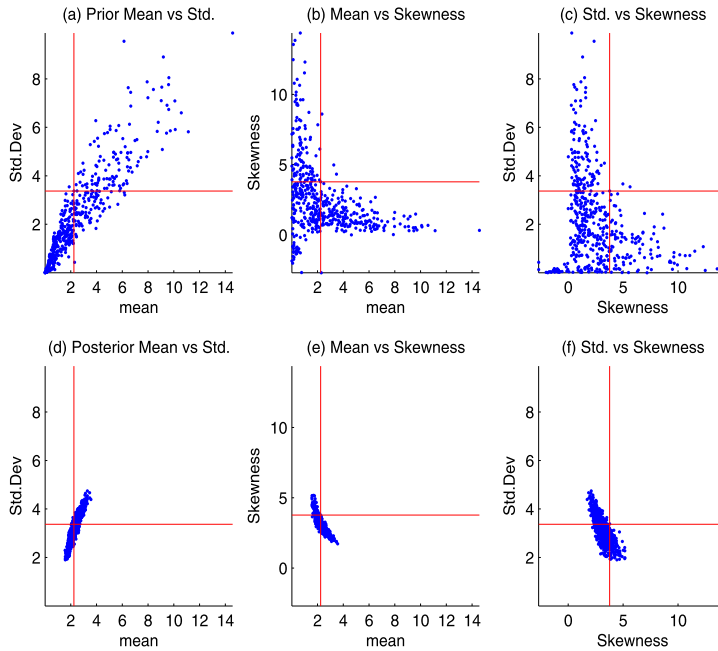 (a) Prior Mean vs Std.
(b) Mean vs Skewness
(c) Std. vs Skewness
Std.Dev
8
6
4
2
2 4 6 8 10 12 14
mean
Skewness
10
5
0
2 4 6 8 10 12 14
mean
Std.Dev
8
6
4
2
0 5 10
Skewness
(d) Posterior Mean vs Std.
(e) Mean vs Skewness
(f) Std. vs Skewness
Std.Dev
8
6
4
2
2 4 6 8 10 12 14
mean
Skewness
10
5
0
2 4 6 8 10 12 14
mean
Std.Dev
8
6
4
2
0 5 10
Skewness